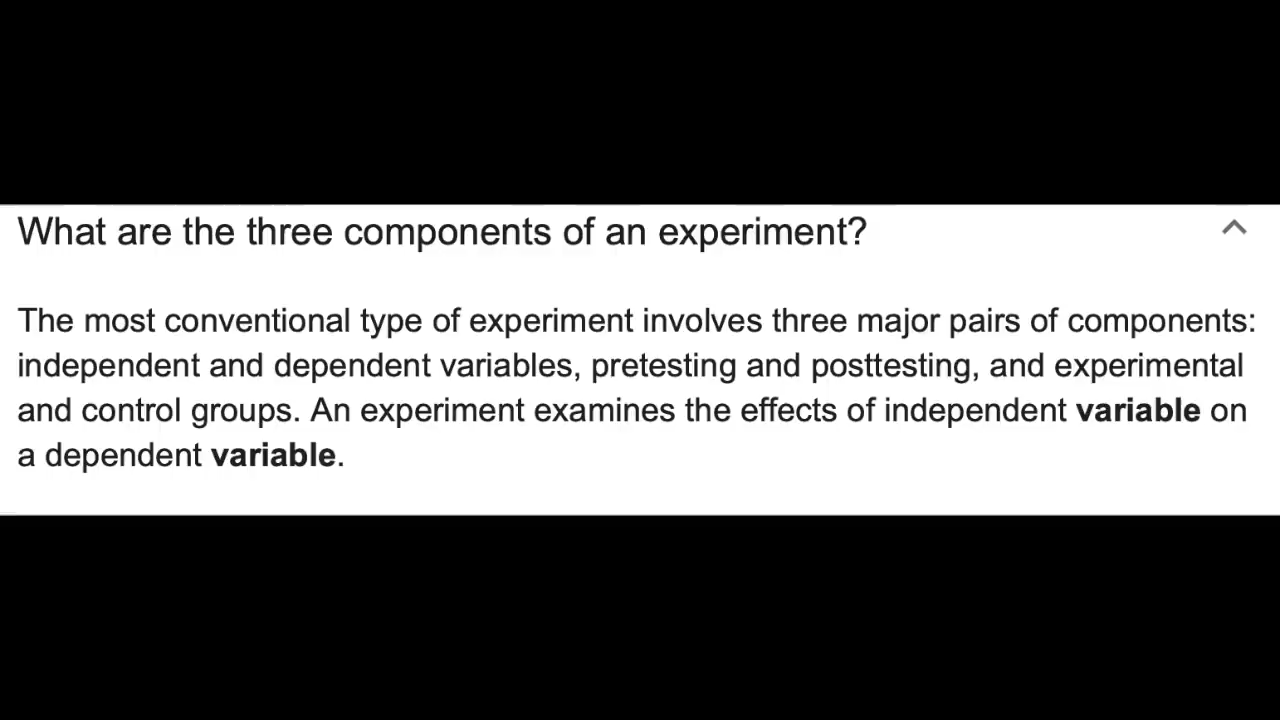 What are the three components of an experiment?
The most conventional type of experiment involves three major pairs of components:
independent and dependent variables, pretesting and posttesting, and experimental
and control groups. An experiment examines the effects of independent variable on
a dependent variable.